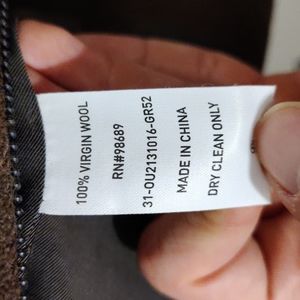 100% VIRGIN WOOL
RN#98689
31-OU2131016-GR52
MADE IN CHINA
DRY CLEAN ONLY